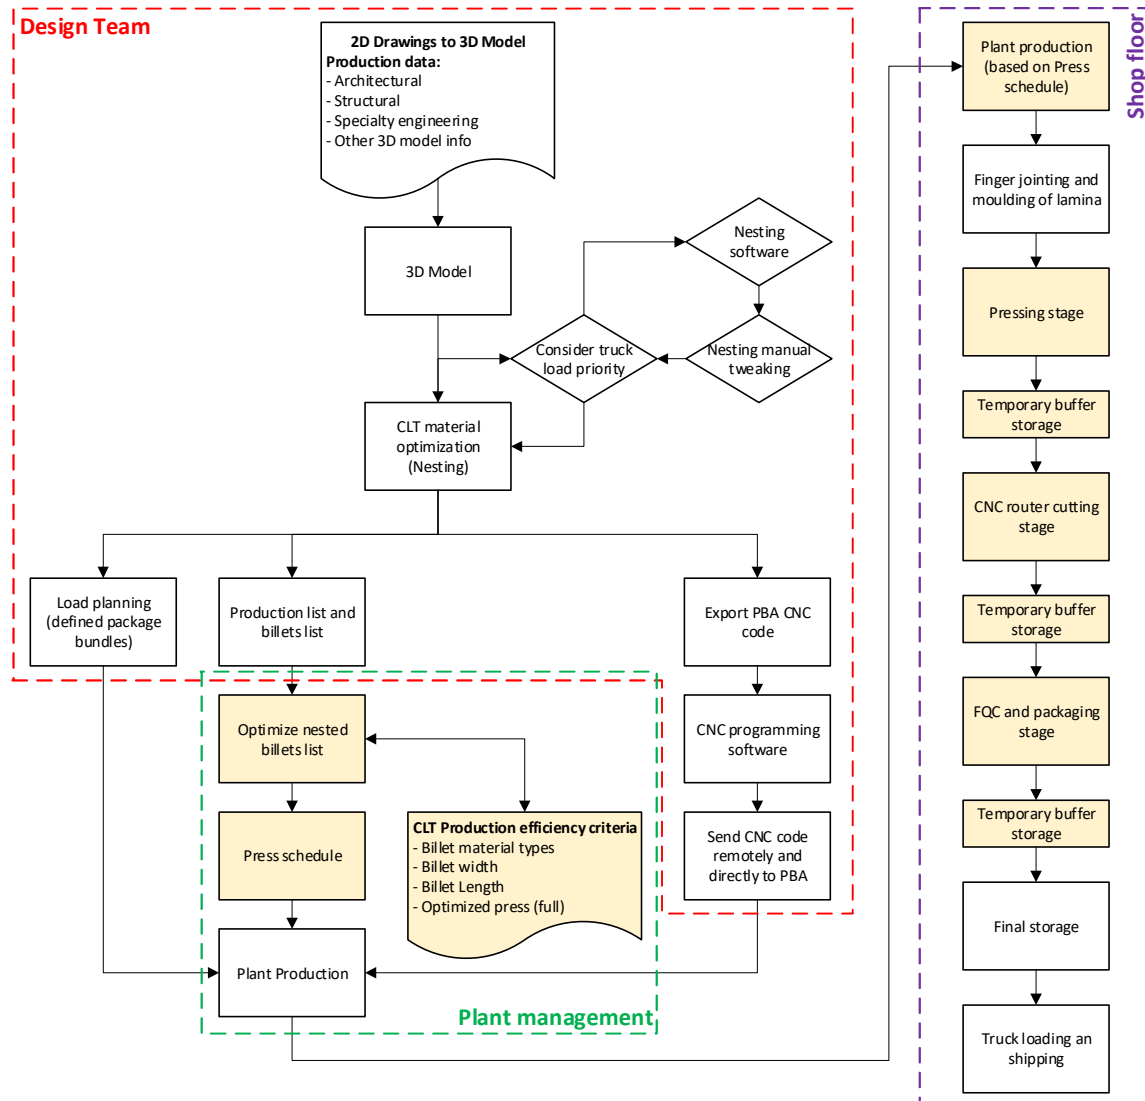 Design Team
2D Drawings to 3D Model
Production data:
- Architectural
- Structural
- Specialty engineering
- Other 3D model info
3D Model
Nesting
software
Consider truck
load priority
Nesting manual
tweaking
CLT material
optimization
(Nesting)
Load planning
(defined package
bundles)
Production list and
billets list
Export PBA CNC
code
Optimize nested
billets list
CNC programming
software
Press schedule
CLT Production efficiency criteria
- Billet material types
- Billet width
- Billet Length
- Optimized press (full)
Send CNC code
remotely and
directly to PBA
Plant Production
Plant management
Shop floor
Plant production
(based on Press
schedule)
Finger jointing and
moulding of lamina
Pressing stage
Temporary buffer
storage
CNC router cutting
stage
Temporary buffer
storage
FQC and packaging
stage
Temporary buffer
storage
Final storage
Truck loading an
shipping